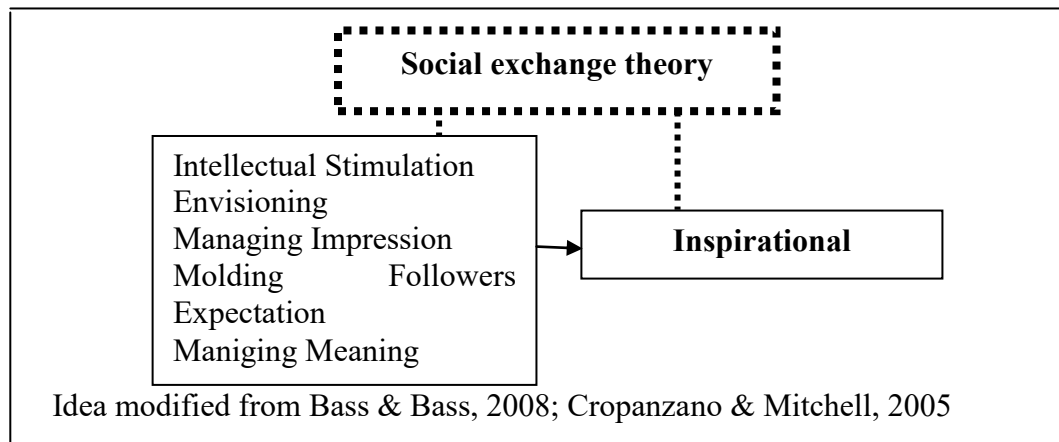 Social exchange theory
Intellectual Stimulation
Envisioning
Managing Impression
Molding Followers
Expectation
Maniging Meaning
Inspirational
Idea modified from Bass & Bass, 2008; Cropanzano & Mitchell, 2005